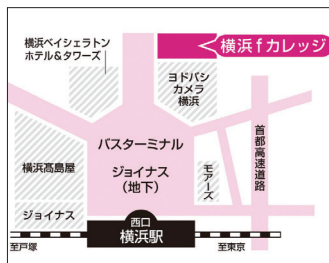 横浜fカレッジ
横浜ベイシェラトン
ホテル&タワーズ
ヨドバシ
カメラ
横浜
バスターミナル
ジョイナス
(地下)
首都高速道路
横浜髙島屋
モアーズ
ジョイナス
西口
横浜駅
至戸塚
至東京